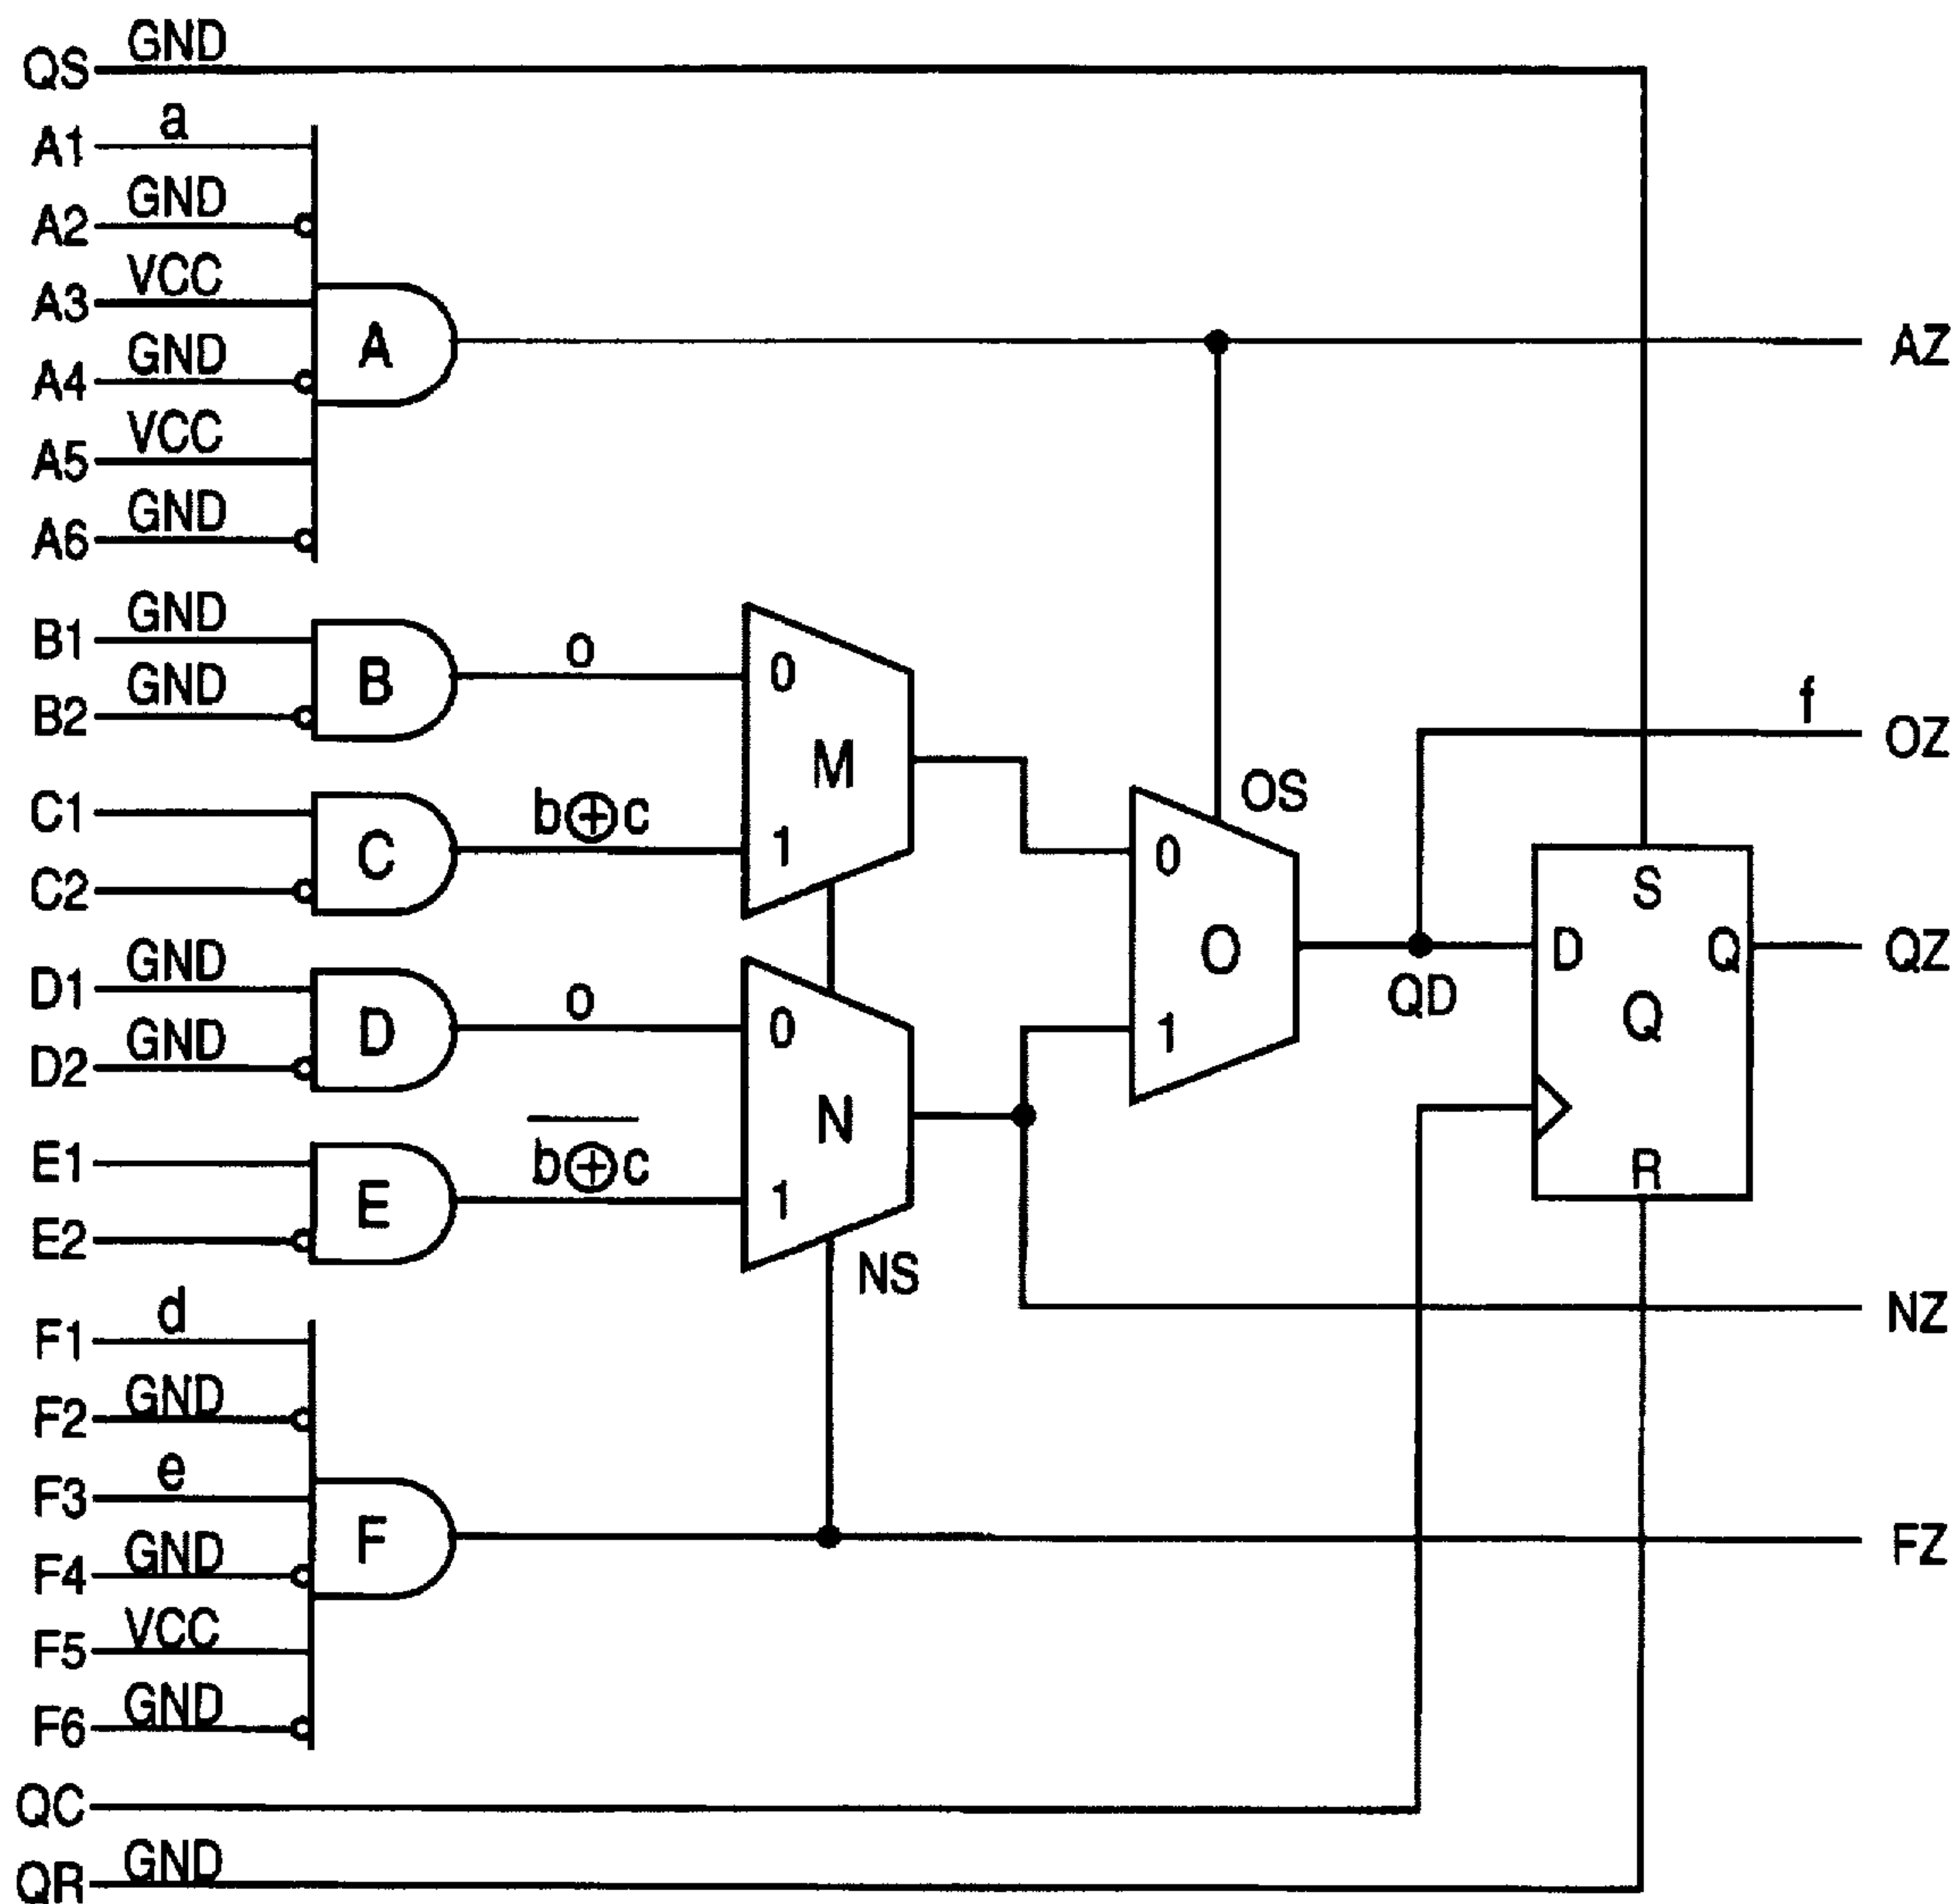 QS GND
A1 a
A2 GND
A3 VCC
A4 GND
A5 VCC
A6 GND
A
AZ
B1 GND
B2 GND
B
o
0
M
1
C1
C2
C
b⊕c
OS
0
O
1
f
OZ
S
D Q
Q
R
QZ
QD
D1 GND
D2 GND
D
o
0
N
1
E1
E2
E
b⊕c
NS
NZ
F1 d
F2 GND
F3 e
F4 GND
F5 VCC
F6 GND
F
FZ
QC
QR GND